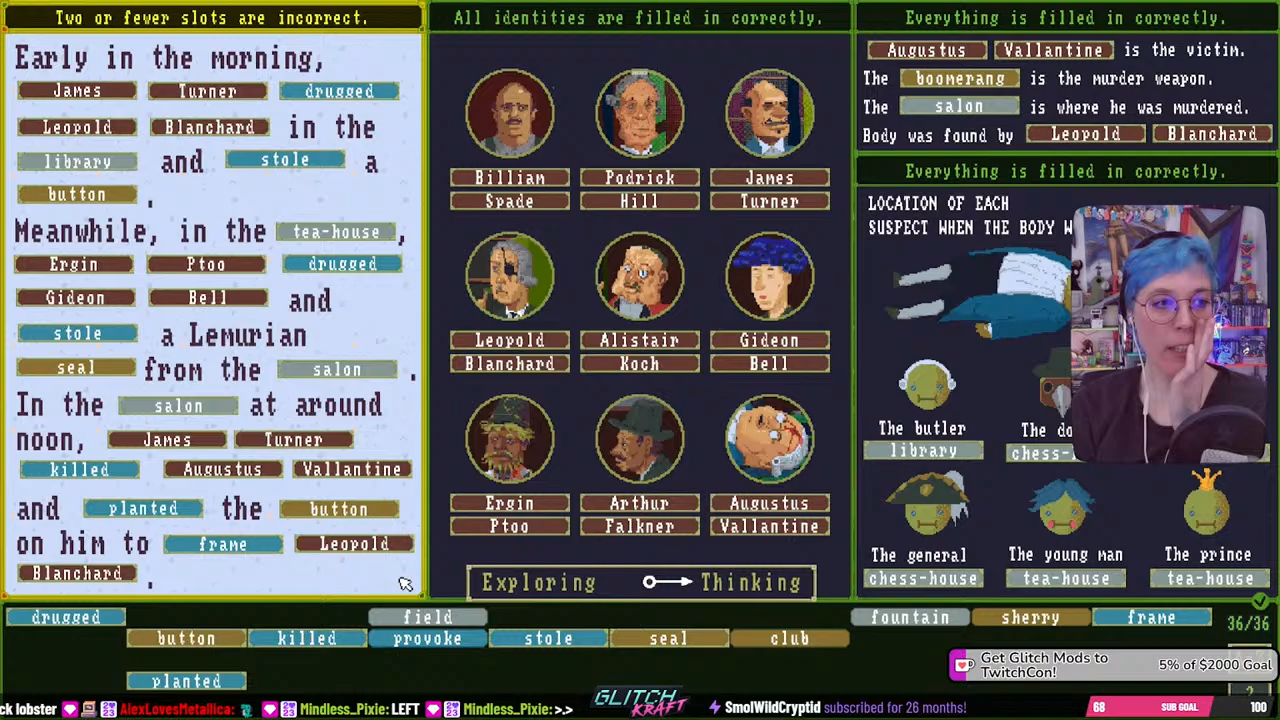 Two or fewer slots are incorrect.
Early in the morning,
James Turner drugged
Leopold Blanchard in the
library and stole a
button .
Meanwhile, in the tea-house ,
Ergin Ptoo drugged
Gideon Bell and
stole a Lemurian
seal from the salon .
In the salon at around
noon, James Turner
killed Augustus Vallantine
and planted the button
on him to frame Leopold
Blanchard .
All identities are filled in correctly.
Billiam Podrick James
Spade Hill Turner
Leopold Alistair Gideon
Blanchard Koch Bell
Ergin Arthur Augustus
Ptoo Falkner Vallantine
Exploring Thinking
Everything is filled in correctly.
Augustus Vallantine is the victim.
The boomerang is the murder weapon.
The salon is where he was murdered.
Body was found by Leopold Blanchard
Everything is filled in correctly.
LOCATION OF EACH
SUSPECT WHEN THE BODY W
The butler The do
library chess-
The general The young man The prince
chess-house tea-house tea-house
drugged field fountain sherry frame
button killed provoke stole seal club
planted
36/36
Get Glitch Mods to
TwitchCon!
5% of $2000 Goal
ck lobster AlexLovesMetallica: Mindless_Pixie: LEFT Mindless_Pixie: >.>
GLITCH
KRAFT
SmolWildCryptid subscribed for 26 months!
68 SUB GOAL 100